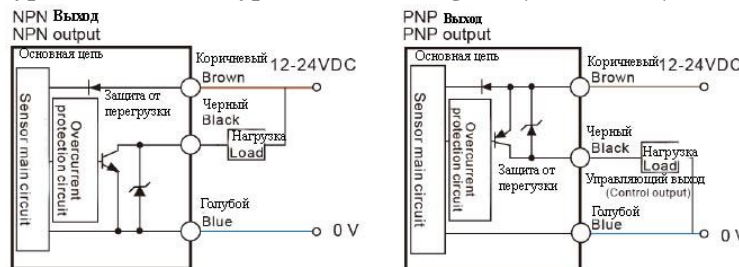 NPN Выход
NPN output
Основная цепь
Sensor main circuit
Overcurrent
protection circuit
Защита от
перегрузки
Коричневый
Brown
12-24VDC
Черный
Black
Нагрузка
Load
Голубой
Blue
0 V
PNP Выход
PNP output
Основная цепь
Sensor main circuit
Overcurrent
protection circuit
Защита от
перегузки
Коричневый
Brown
12-24VDC
Черный
Black
Нагрузка
Load
Управляющий выход
(Control output)
Голубой
Blue
0 V